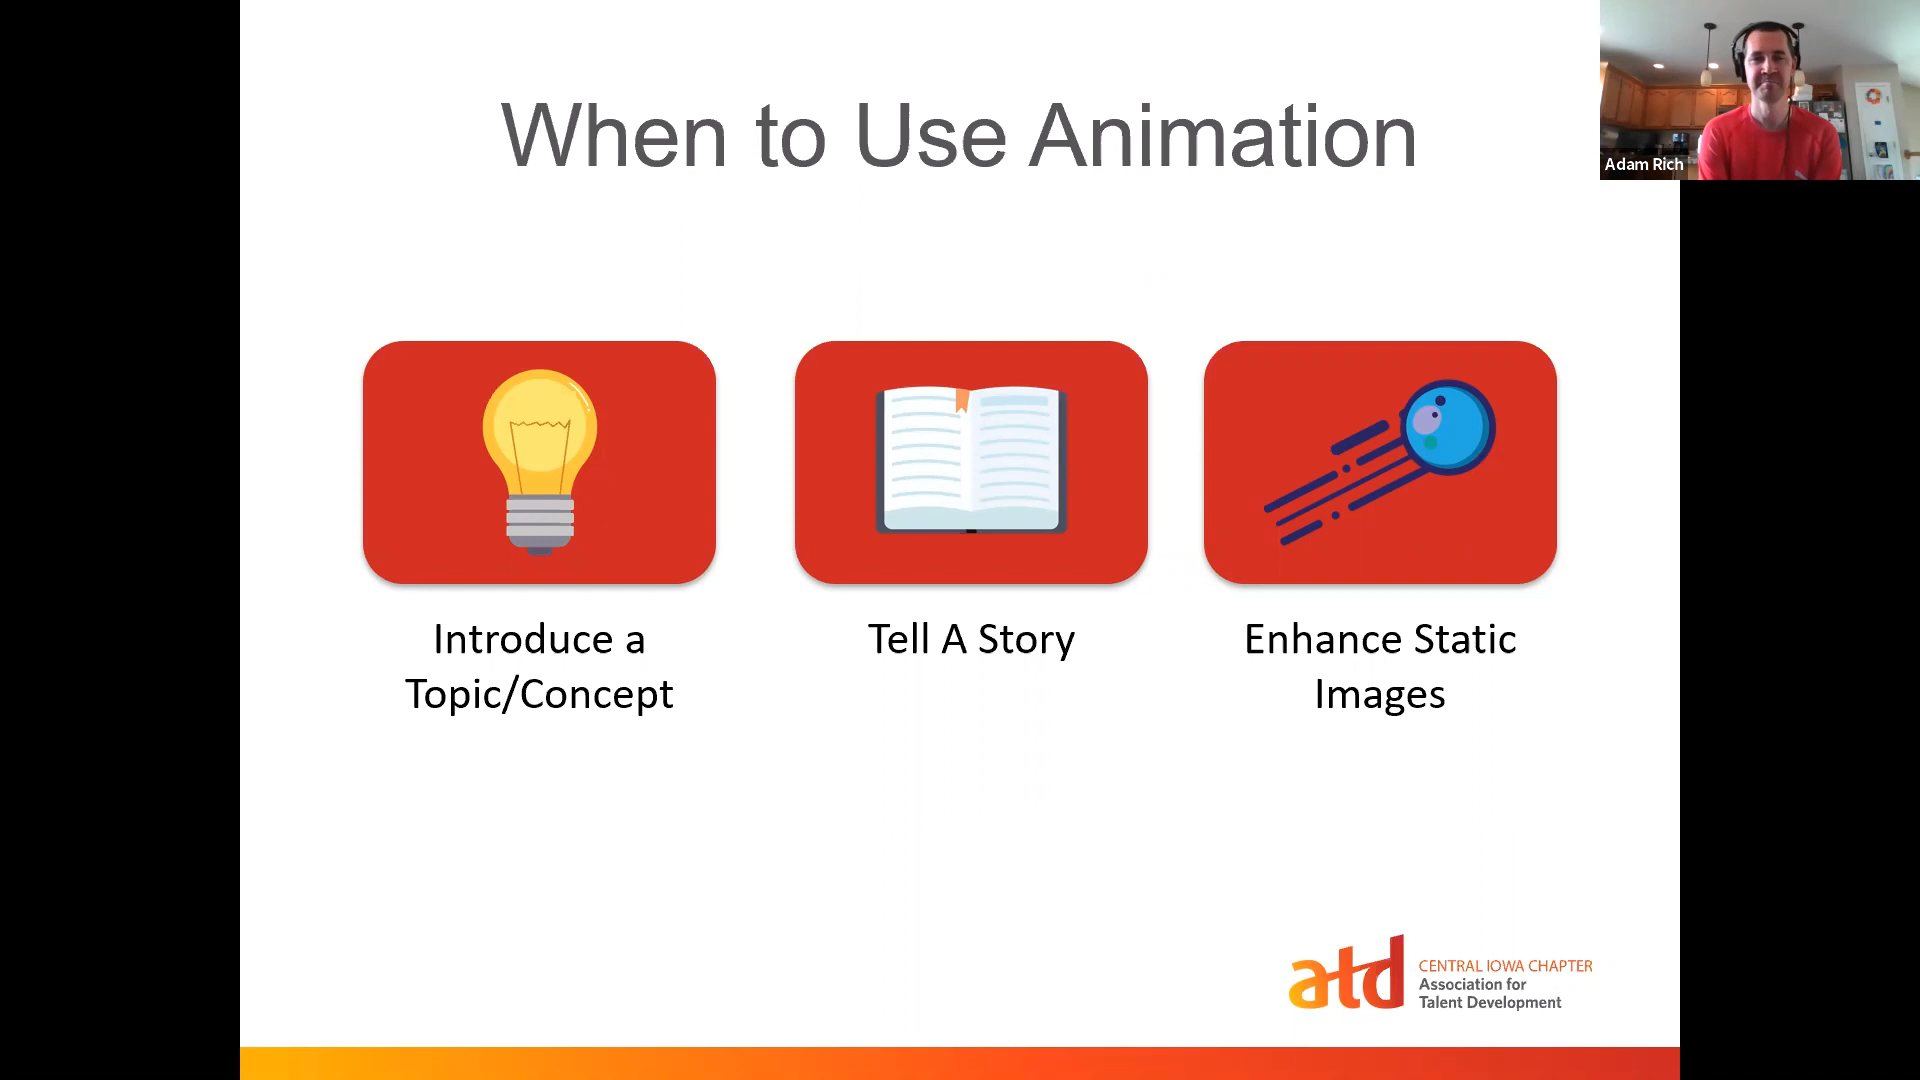 When to Use Animation
Adam Rich
Introduce a
Topic/Concept
Tell A Story
Enhance Static
Images
atd
CENTRAL IOWA CHAPTER
Association for
Talent Development